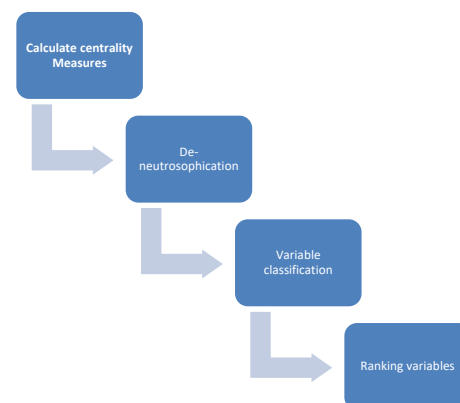 Calculate centrality
Measures
De-
neutrosophication
Variable
classification
Ranking variables